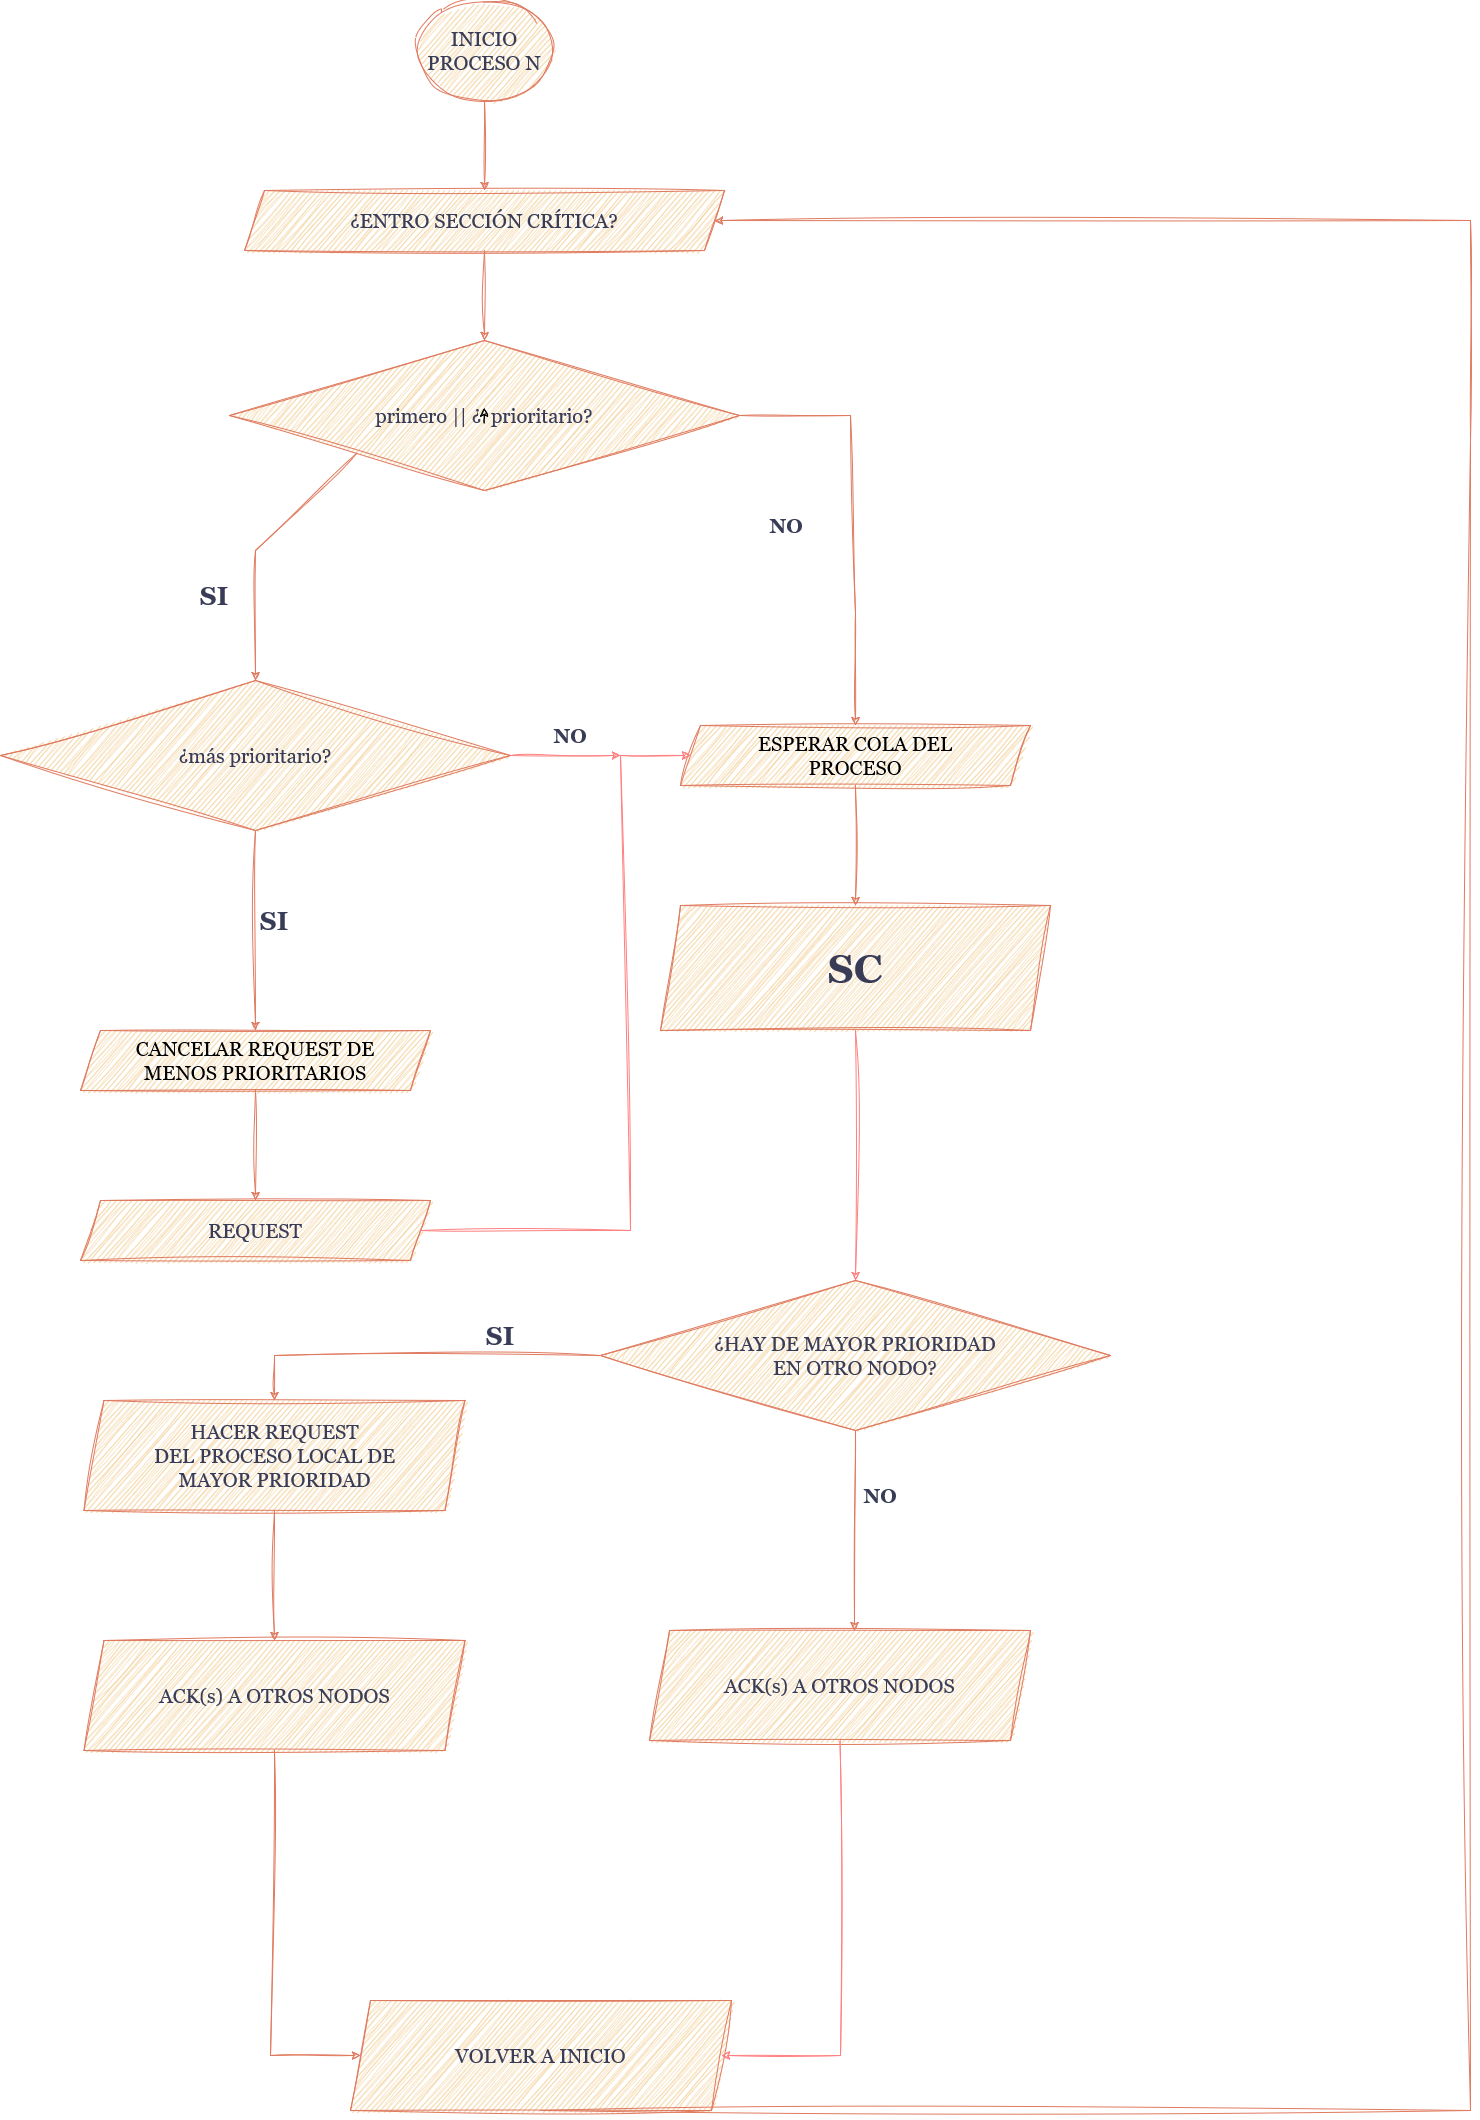 INICIO
PROCESO N
¿ENTRO SECCIÓN CRÍTICA?
primero || ¿↑ prioritario?
NO
SI
¿más prioritario?
NO
ESPERAR COLA DEL
PROCESO
SI
SC
CANCELAR REQUEST DE
MENOS PRIORITARIOS
REQUEST
SI
¿HAY DE MAYOR PRIORIDAD
EN OTRO NODO?
HACER REQUEST
DEL PROCESO LOCAL DE
MAYOR PRIORIDAD
NO
ACK(s) A OTROS NODOS
ACK(s) A OTROS NODOS
VOLVER A INICIO